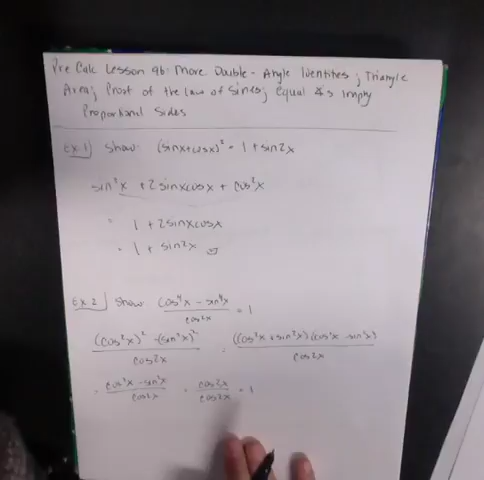 Pre Calc Lesson 96: More Double-Angle Identities; Triangle
Area; Proof of the Law of Sines; Equal ∡s Imply
Proportional Sides
Ex. 1) Show: (sinx+cosx)² = 1 + sin2x
sin²x + 2sinxcosx + cos²x
= 1 + 2sinxcosx
= 1 + sin2x
Ex. 2) Show: (cos⁴x - sin⁴x)/cos2x = 1
((cos²x)² - (sin²x)²)/cos2x = ((cos²x + sin²x)(cos²x - sin²x))/cos2x
= (cos²x - sin²x)/cos2x = cos2x/cos2x = 1